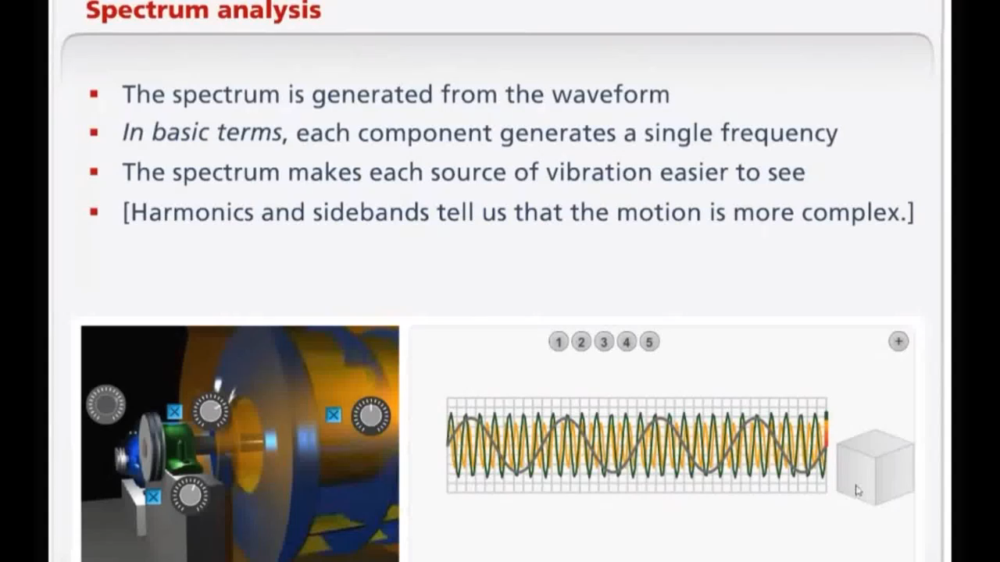 Spectrum analysis
▪ The spectrum is generated from the waveform
▪ In basic terms, each component generates a single frequency
▪ The spectrum makes each source of vibration easier to see
▪ [Harmonics and sidebands tell us that the motion is more complex.]
1 2 3 4 5 +